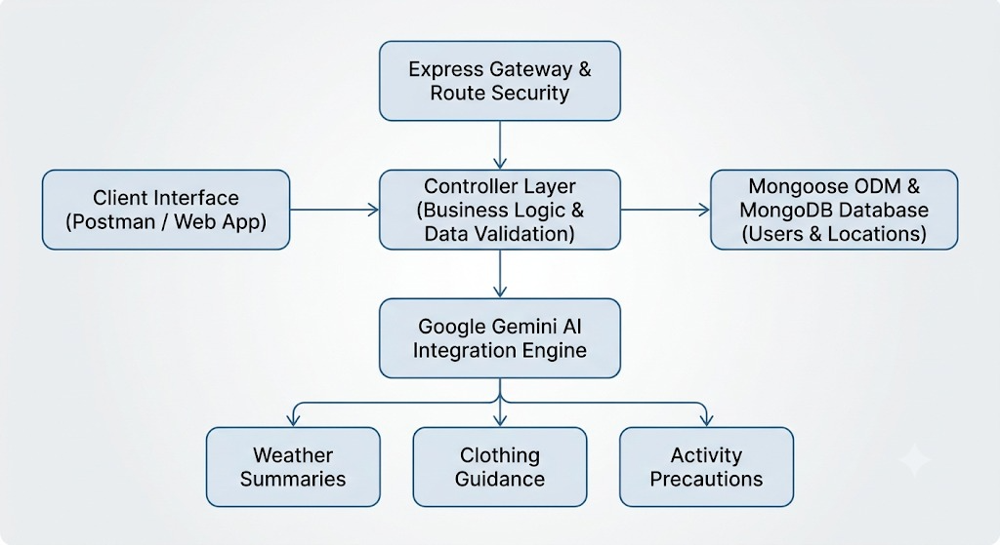 Express Gateway &
Route Security
Client Interface
(Postman / Web App)
Controller Layer
(Business Logic &
Data Validation)
Mongoose ODM &
MongoDB Database
(Users & Locations)
Google Gemini AI
Integration Engine
Weather
Summaries
Clothing
Guidance
Activity
Precautions